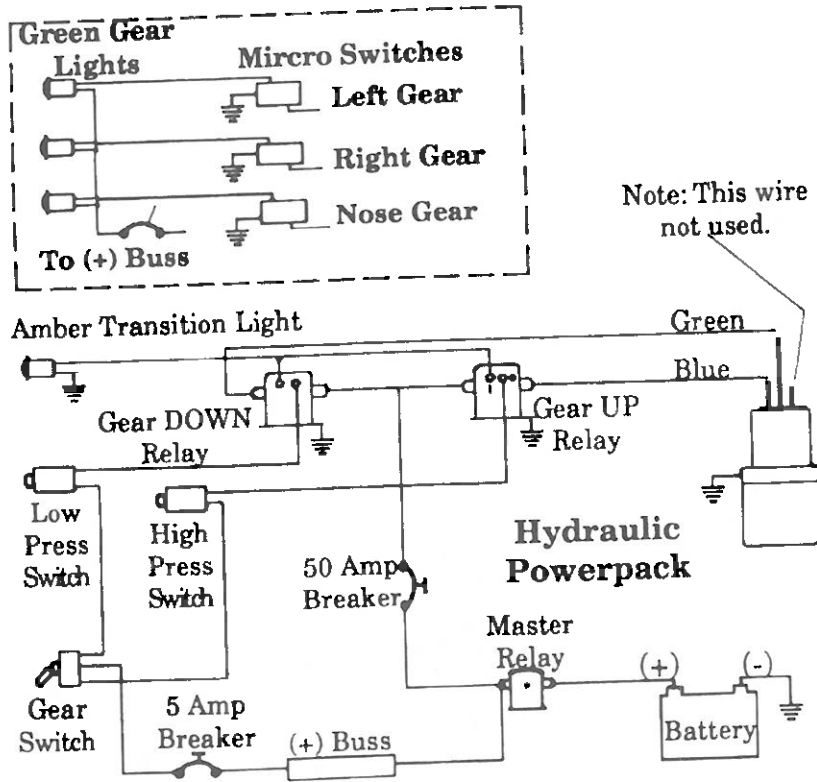 Green Gear
Lights
Mircro Switches
Left Gear
Right Gear
Nose Gear
To (+) Buss
Note: This wire
not used.
Amber Transition Light
Green
Blue
Gear DOWN
Relay
Gear UP
Relay
Low
Press
Switch
High
Press
Switch
50 Amp
Breaker
Hydraulic
Powerpack
Master
Relay
(+)
(-)
Battery
Gear
Switch
5 Amp
Breaker
(+) Buss